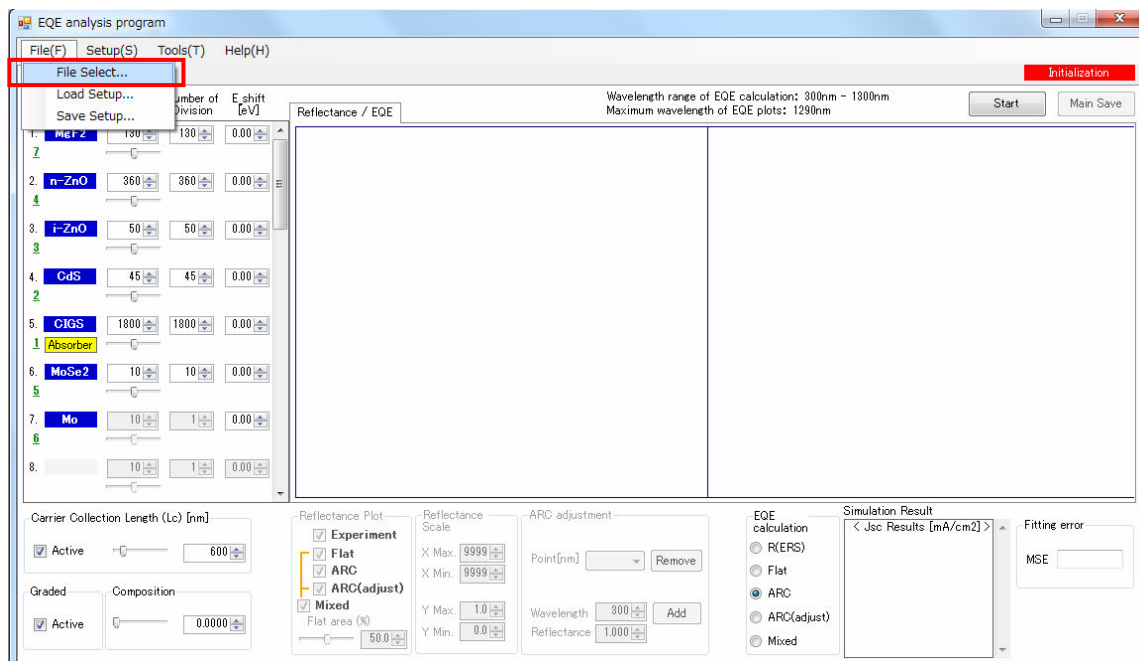 EQE analysis program
File(F) Setup(S) Tools(T) Help(H)
File Select...
Load Setup...
Save Setup...
Initialization
umber of
Division
E_shift
[eV]
Reflectance / EQE
Wavelength range of EQE calculation: 300nm - 1300nm
Maximum wavelength of EQE plots: 1290nm
Start
Main Save
1. MgF2 130 130 0.00
7
2. n-ZnO 360 360 0.00
4
3. i-ZnO 50 50 0.00
3
4. CdS 45 45 0.00
2
5. CIGS 1800 1800 0.00
1 Absorber
6. MoSe2 10 10 0.00
5
7. Mo 10 1 0.00
6
8. 10 1 0.00
Carrier Collection Length (Lc) [nm]
Active 600
Graded
Active
Composition
0.0000
Reflectance Plot
Experiment
Flat
ARC
ARC(adjust)
Mixed
Flat area (%)
50.0
Reflectance
Scale
X Max. 9999
X Min. 9999
Y Max. 1.0
Y Min. 0.0
ARC adjustment
Point[nm] Remove
Wavelength 300 Add
Reflectance 1.000
EQE
calculation
R(ERS)
Flat
ARC
ARC(adjust)
Mixed
Simulation Result
< Jsc Results [mA/cm2] >
Fitting error
MSE